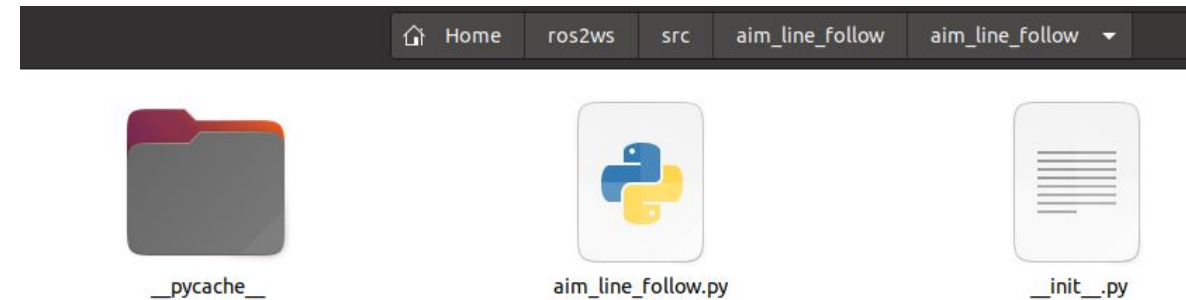 Home ros2ws src aim_line_follow aim_line_follow
__pycache__ aim_line_follow.py __init__.py